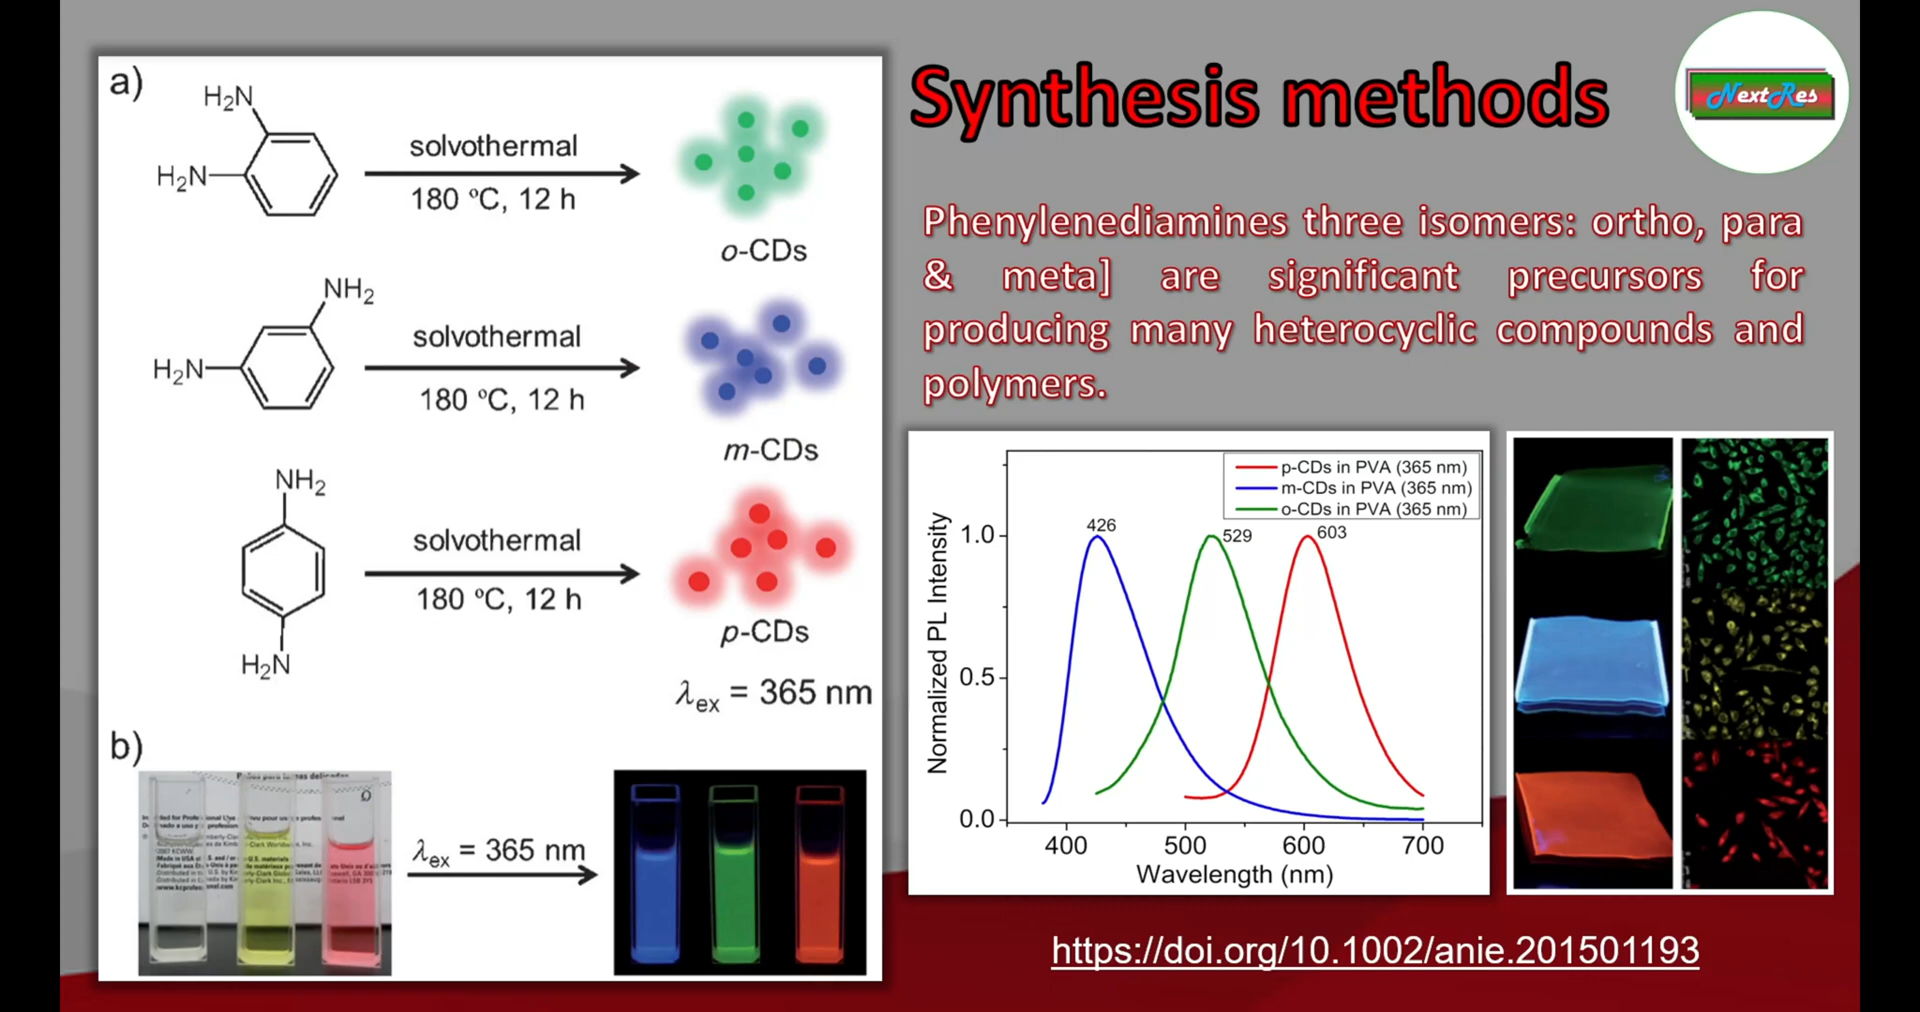 Synthesis methods
NextRes
Phenylenediamines three isomers: ortho, para
& meta] are significant precursors for
producing many heterocyclic compounds and
polymers.
a)
H₂N
H₂N
solvothermal
180 ºC, 12 h
o-CDs
NH₂
H₂N
solvothermal
180 ºC, 12 h
m-CDs
NH₂
H₂N
solvothermal
180 ºC, 12 h
p-CDs
λex = 365 nm
b)
λex = 365 nm
p-CDs in PVA (365 nm)
m-CDs in PVA (365 nm)
o-CDs in PVA (365 nm)
426
529
603
Normalized PL Intensity
1.0
0.5
0.0
400 500 600 700
Wavelength (nm)
https://doi.org/10.1002/anie.201501193